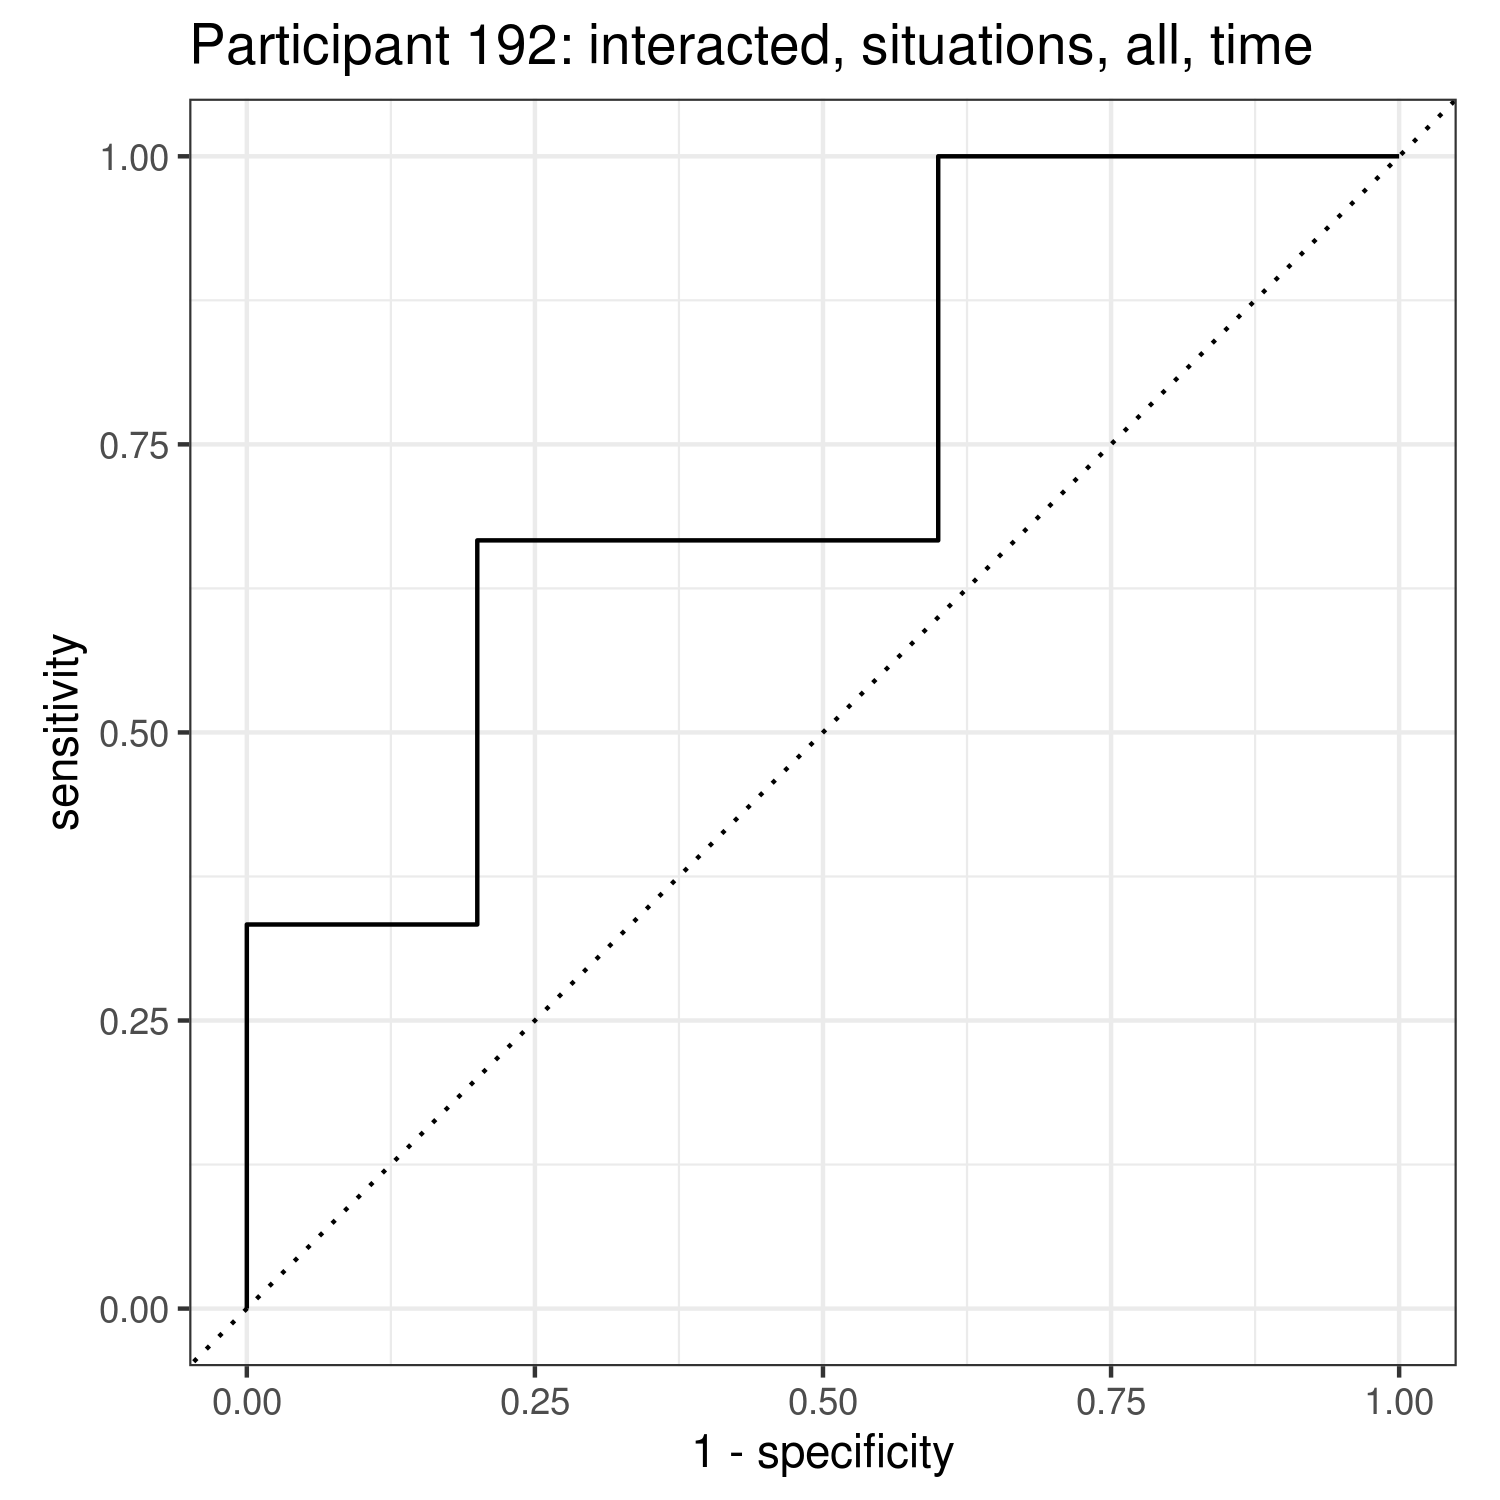 Participant 192: interacted, situations, all, time
1.00
0.75
0.50
0.25
0.00
sensitivity
0.00 0.25 0.50 0.75 1.00
1 - specificity